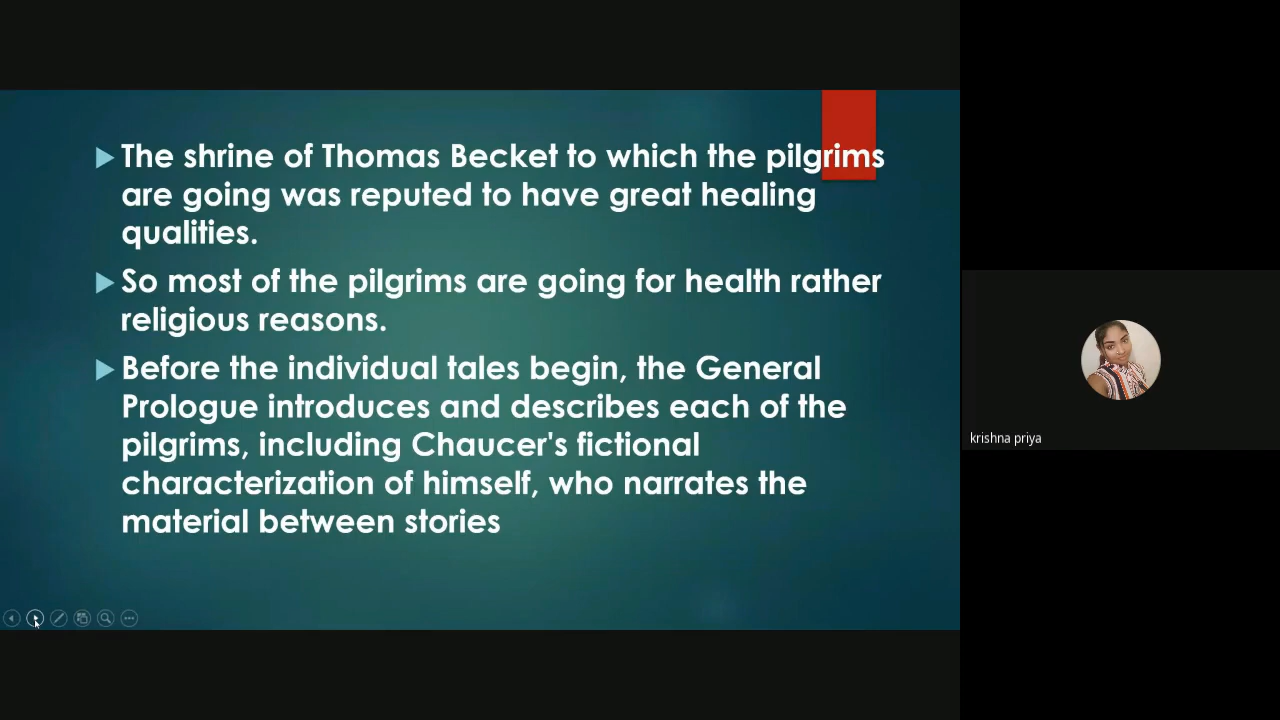 The shrine of Thomas Becket to which the pilgrims
are going was reputed to have great healing
qualities.
So most of the pilgrims are going for health rather
religious reasons.
Before the individual tales begin, the General
Prologue introduces and describes each of the
pilgrims, including Chaucer's fictional
characterization of himself, who narrates the
material between stories
krishna priya